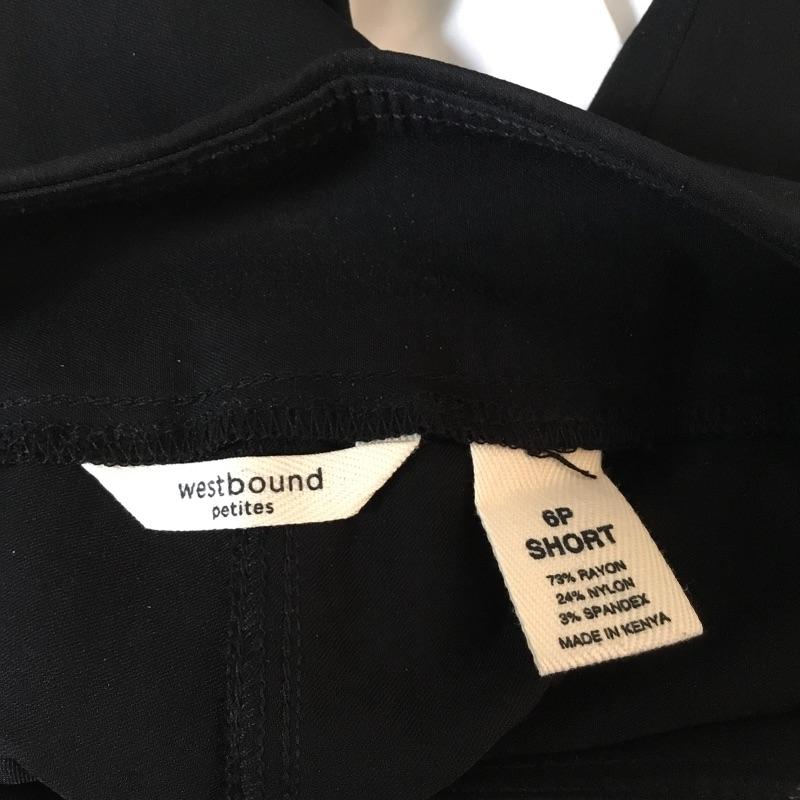 westbound
petites
6P
SHORT
73% RAYON
24% NYLON
3% SPANDEX
MADE IN KENYA